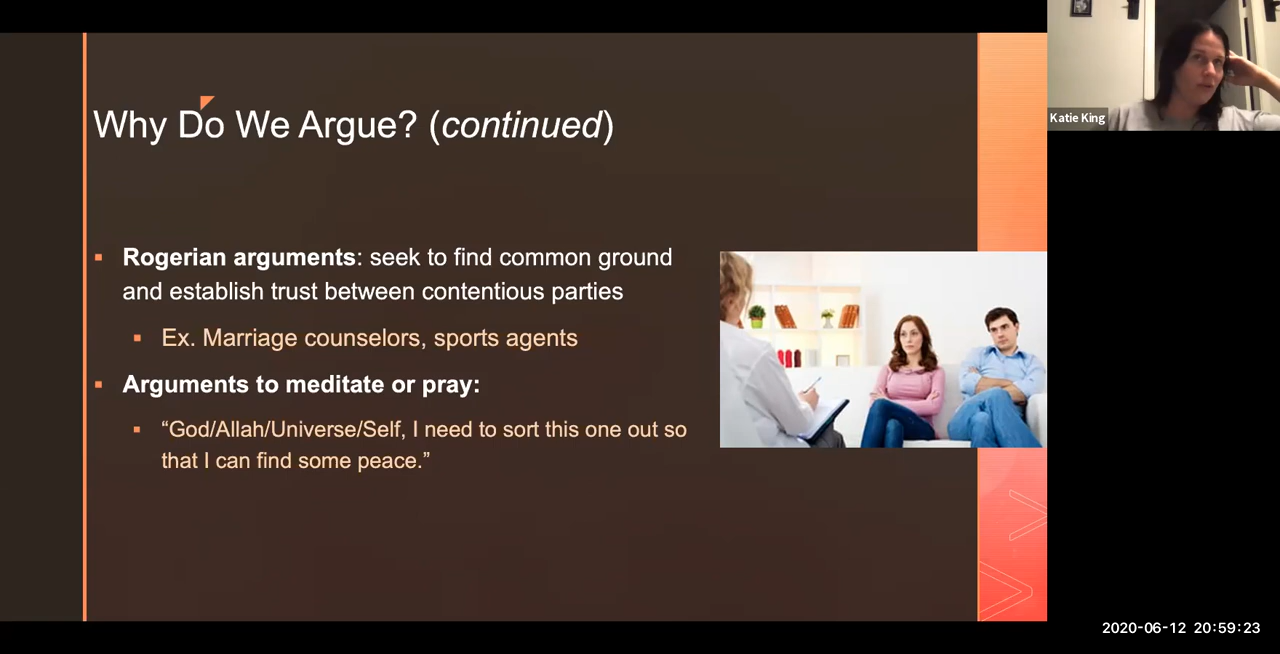 Why Do We Argue? (continued)
▪ Rogerian arguments: seek to find common ground
and establish trust between contentious parties
▪ Ex. Marriage counselors, sports agents
▪ Arguments to meditate or pray:
▪ “God/Allah/Universe/Self, I need to sort this one out so
that I can find some peace.”
Katie King
2020-06-12 20:59:23